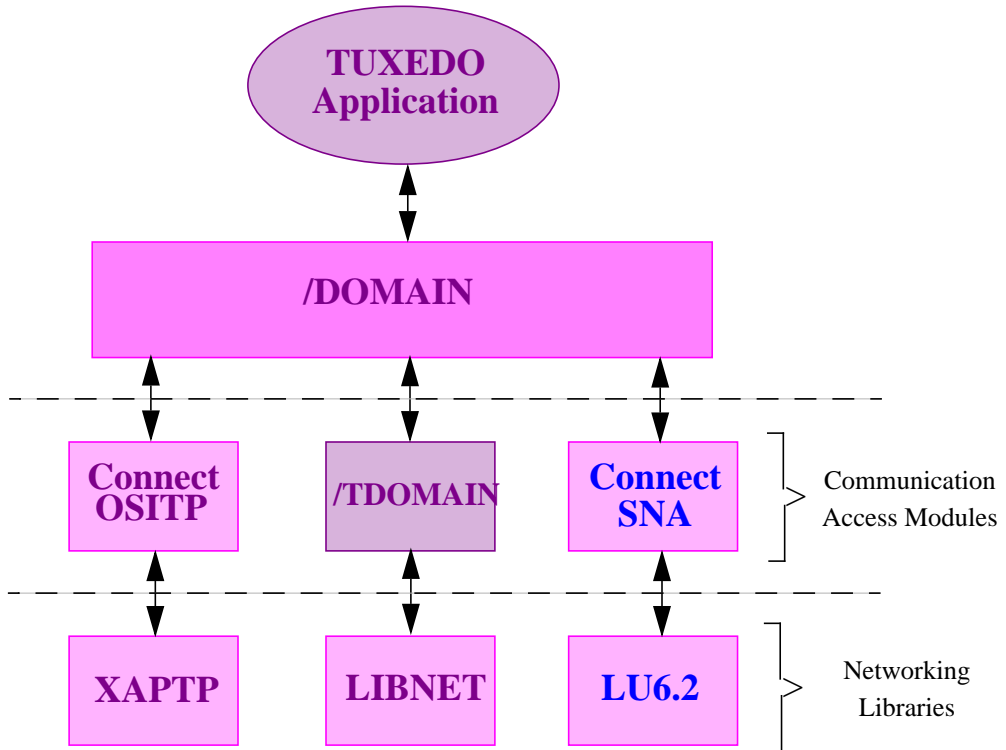 TUXEDO
Application
/DOMAIN
Connect
OSITP
/TDOMAIN
Connect
SNA
Communication
Access Modules
XAPTP
LIBNET
LU6.2
Networking
Libraries